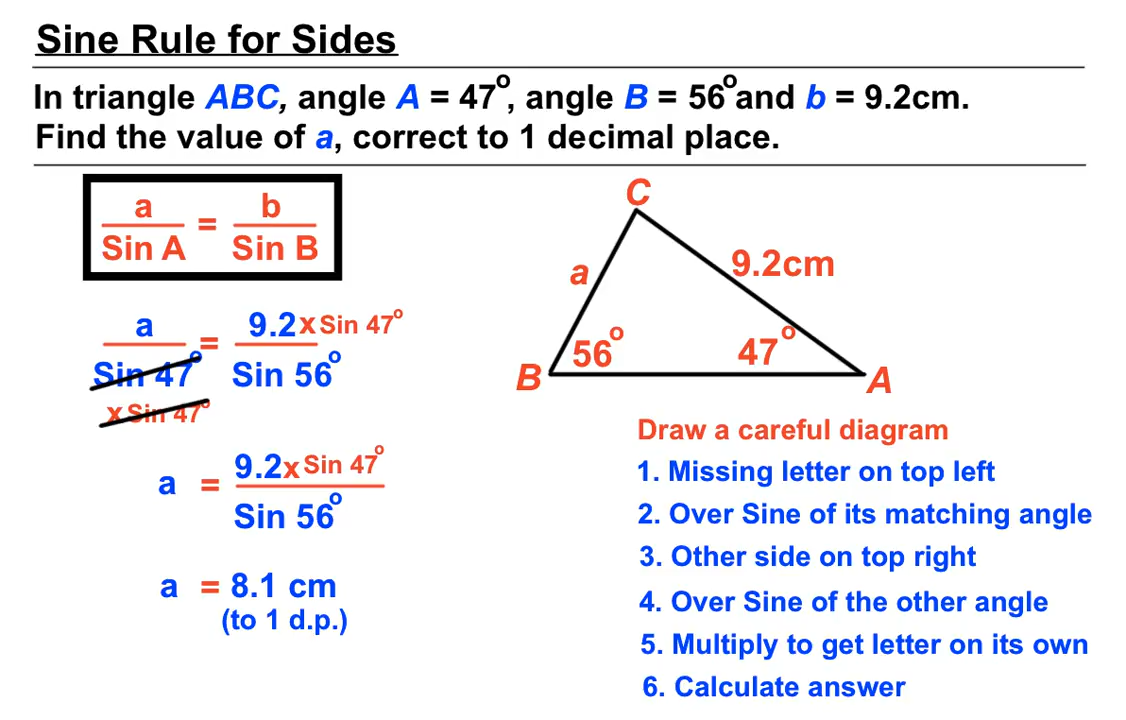 Sine Rule for Sides
In triangle ABC, angle A = 47°, angle B = 56° and b = 9.2cm.
Find the value of a, correct to 1 decimal place.
a / Sin A = b / Sin B
a / Sin 47° = 9.2 x Sin 47° / Sin 56°
x Sin 47°
a = 9.2 x Sin 47° / Sin 56°
a = 8.1 cm
(to 1 d.p.)
C
a
9.2cm
56°
47°
B
A
Draw a careful diagram
1. Missing letter on top left
2. Over Sine of its matching angle
3. Other side on top right
4. Over Sine of the other angle
5. Multiply to get letter on its own
6. Calculate answer